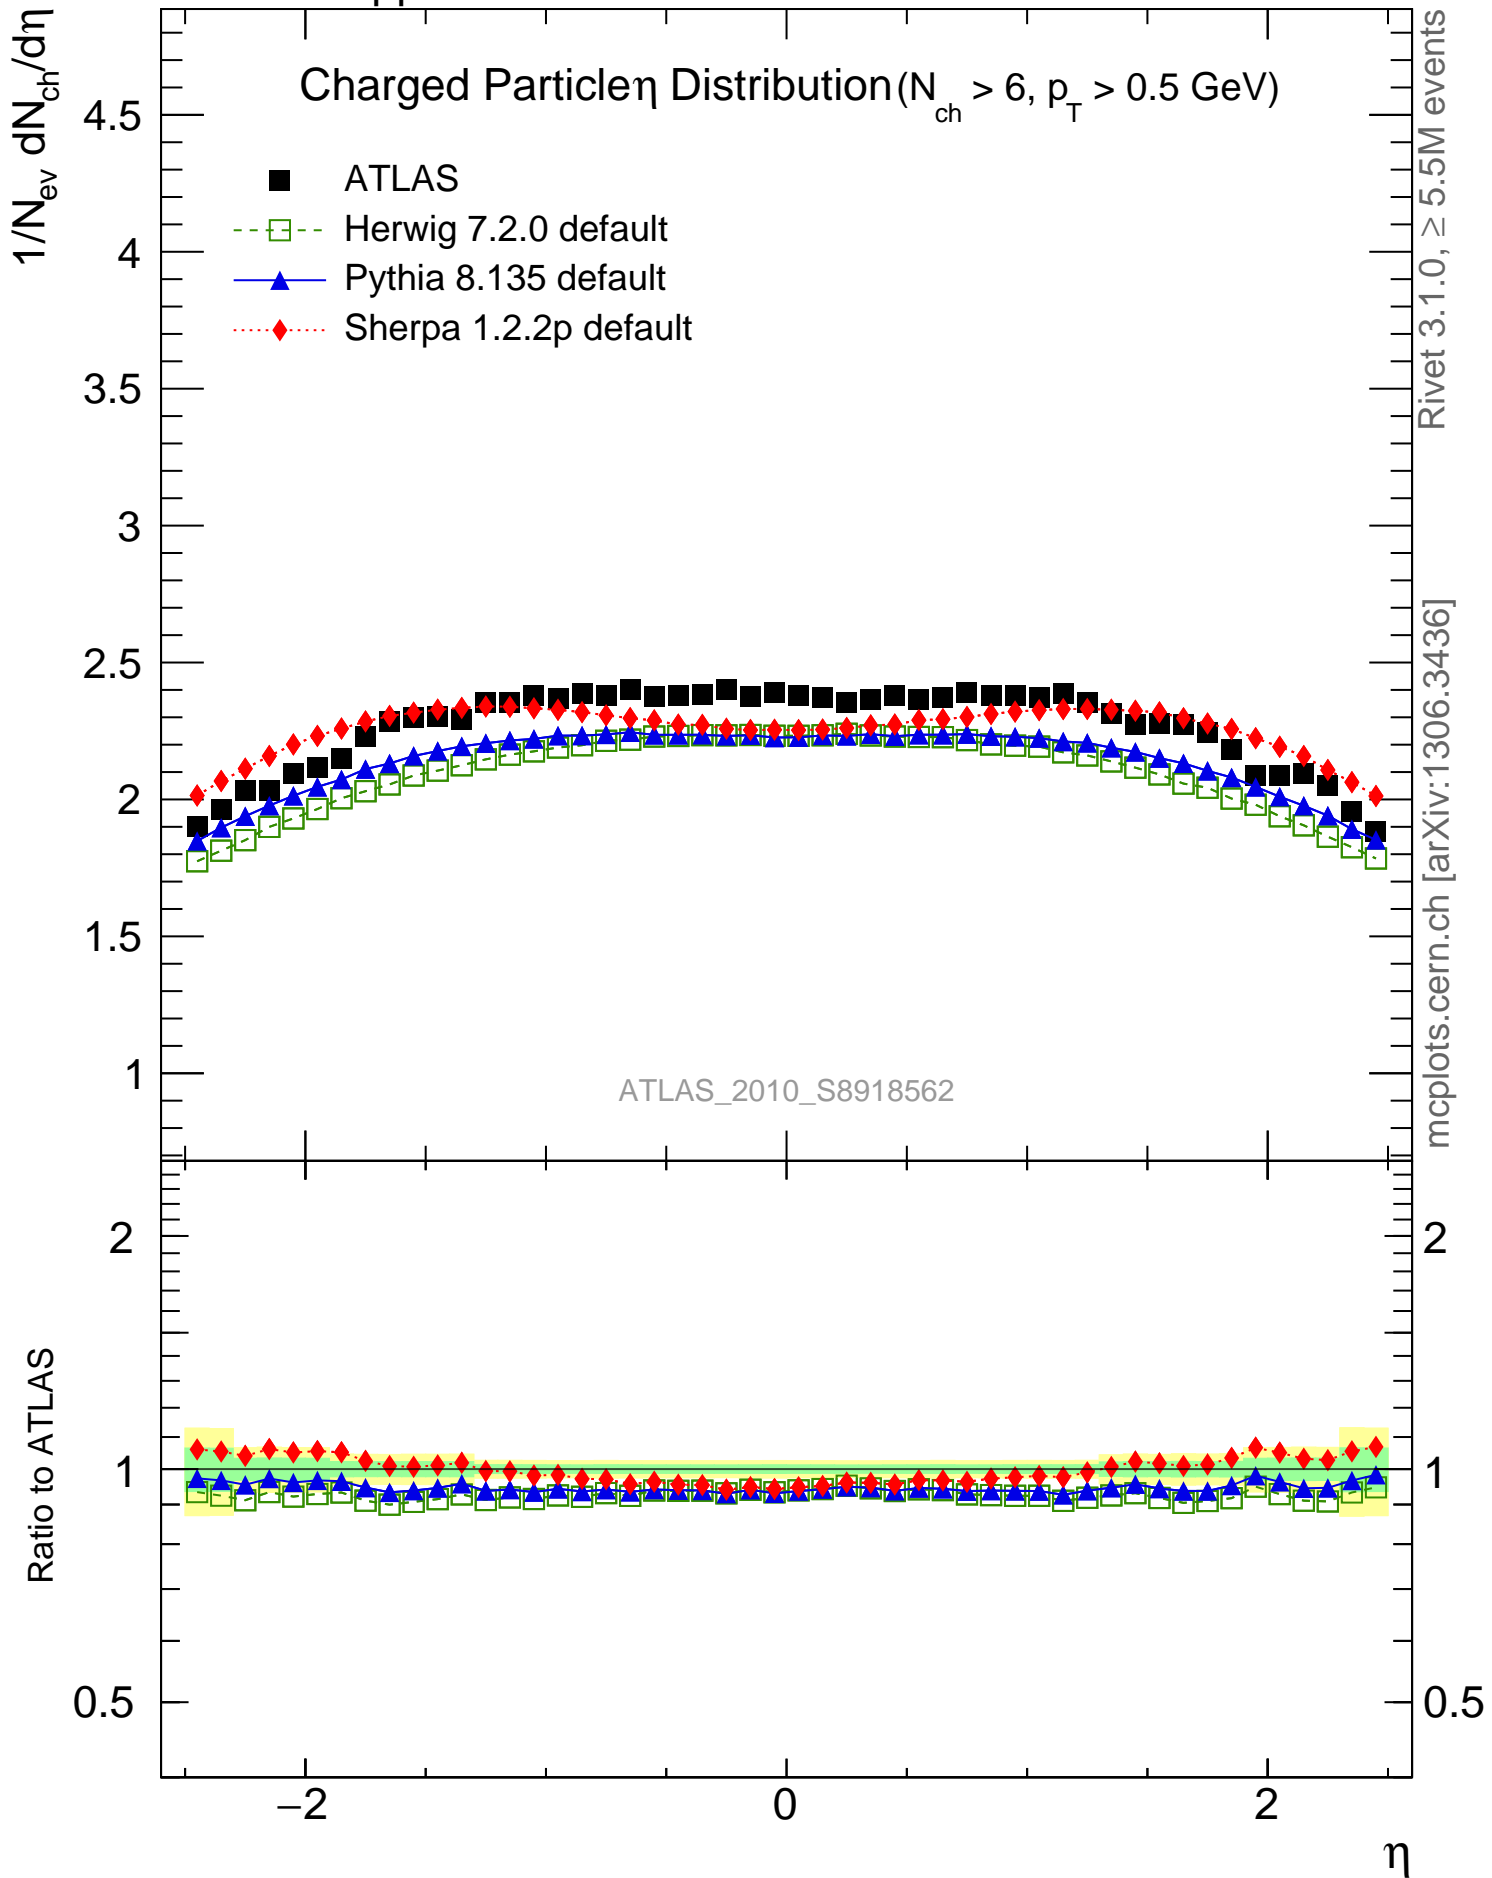 pp
1/N_ev dN_ch/dη
Charged Particleη Distribution (N_ch > 6, p_T > 0.5 GeV)
ATLAS
Herwig 7.2.0 default
Pythia 8.135 default
Sherpa 1.2.2p default
4.5
4
3.5
3
2.5
2
1.5
1
ATLAS_2010_S8918562
Rivet 3.1.0, ≥ 5.5M events
mcplots.cern.ch [arXiv:1306.3436]
Ratio to ATLAS
2
1
0.5
2
1
0.5
−2
0
2
η